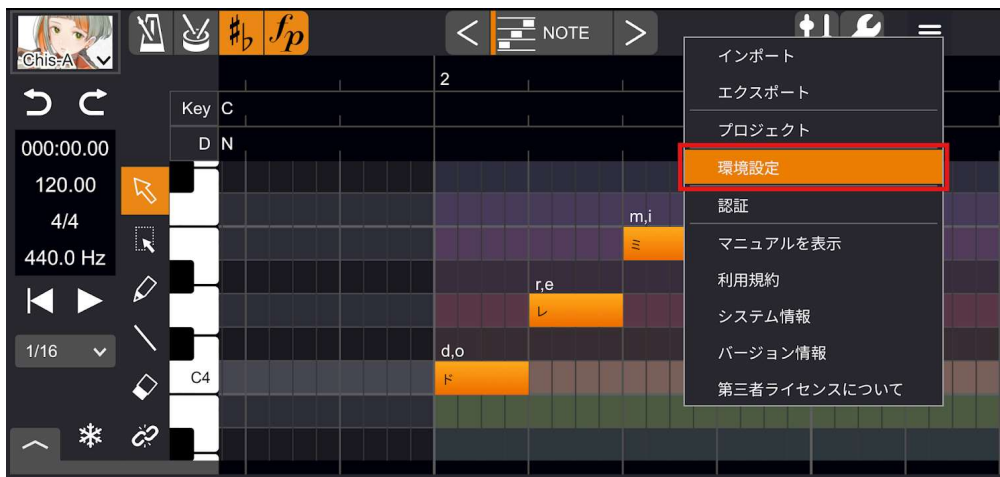 Chis-A
NOTE
2
Key C
D N
000:00.00
120.00
4/4
440.0 Hz
1/16
C4
m,i
ミ
r,e
レ
d,o
ド
インポート
エクスポート
プロジェクト
環境設定
認証
マニュアルを表示
利用規約
システム情報
バージョン情報
第三者ライセンスについて